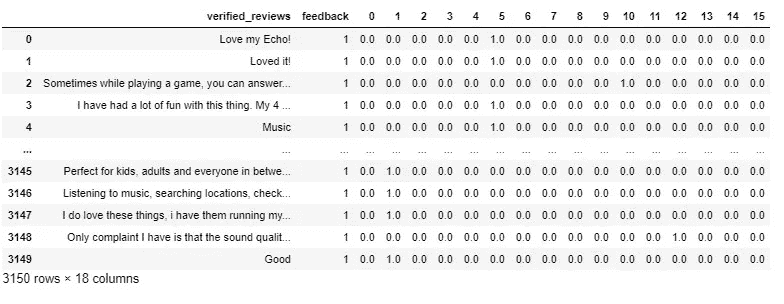 verified_reviews feedback 0 1 2 3 4 5 6 7 8 9 10 11 12 13 14 15
0 Love my Echo! 1 0.0 0.0 0.0 0.0 0.0 1.0 0.0 0.0 0.0 0.0 0.0 0.0 0.0 0.0 0.0 0.0
1 Loved it! 1 0.0 0.0 0.0 0.0 0.0 1.0 0.0 0.0 0.0 0.0 0.0 0.0 0.0 0.0 0.0 0.0
2 Sometimes while playing a game, you can answer... 1 0.0 0.0 0.0 0.0 0.0 0.0 0.0 0.0 0.0 0.0 1.0 0.0 0.0 0.0 0.0 0.0
3 I have had a lot of fun with this thing. My 4 ... 1 0.0 0.0 0.0 0.0 0.0 1.0 0.0 0.0 0.0 0.0 0.0 0.0 0.0 0.0 0.0 0.0
4 Music 1 0.0 0.0 0.0 0.0 0.0 1.0 0.0 0.0 0.0 0.0 0.0 0.0 0.0 0.0 0.0 0.0
... ... ... ... ... ... ... ... ... ... ... ... ... ... ... ... ... ... ... ...
3145 Perfect for kids, adults and everyone in betwe... 1 0.0 1.0 0.0 0.0 0.0 0.0 0.0 0.0 0.0 0.0 0.0 0.0 0.0 0.0 0.0 0.0
3146 Listening to music, searching locations, check... 1 0.0 1.0 0.0 0.0 0.0 0.0 0.0 0.0 0.0 0.0 0.0 0.0 0.0 0.0 0.0 0.0
3147 I do love these things, i have them running my... 1 0.0 1.0 0.0 0.0 0.0 0.0 0.0 0.0 0.0 0.0 0.0 0.0 0.0 0.0 0.0 0.0
3148 Only complaint I have is that the sound qualit... 1 0.0 0.0 0.0 0.0 0.0 0.0 0.0 0.0 0.0 0.0 0.0 0.0 1.0 0.0 0.0 0.0
3149 Good 1 0.0 1.0 0.0 0.0 0.0 0.0 0.0 0.0 0.0 0.0 0.0 0.0 0.0 0.0 0.0 0.0
3150 rows × 18 columns